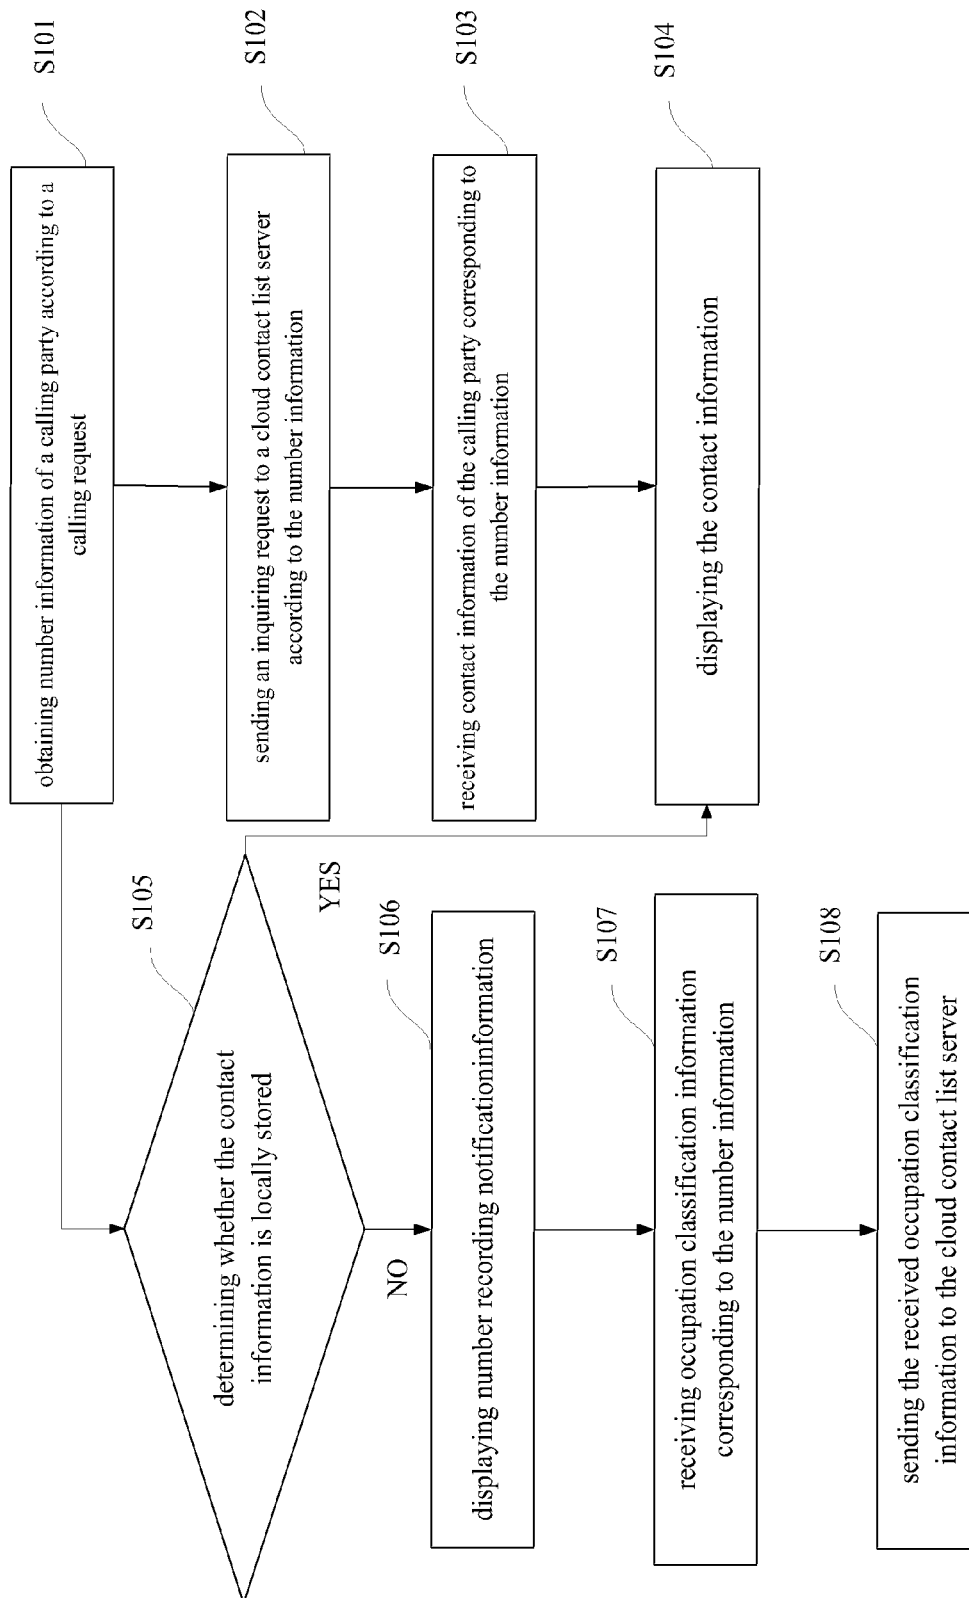 S101
obtaining number information of a calling party according to a
calling request
S102
sending an inquiring request to a cloud contact list server
according to the number information
S103
receiving contact information of the calling party corresponding to
the number information
S104
displaying the contact information
S105
determining whether the contact
information is locally stored
YES
NO
S106
displaying number recording notificationinformation
S107
receiving occupation classification information
corresponding to the number information
S108
sending the received occupation classification
information to the cloud contact list server